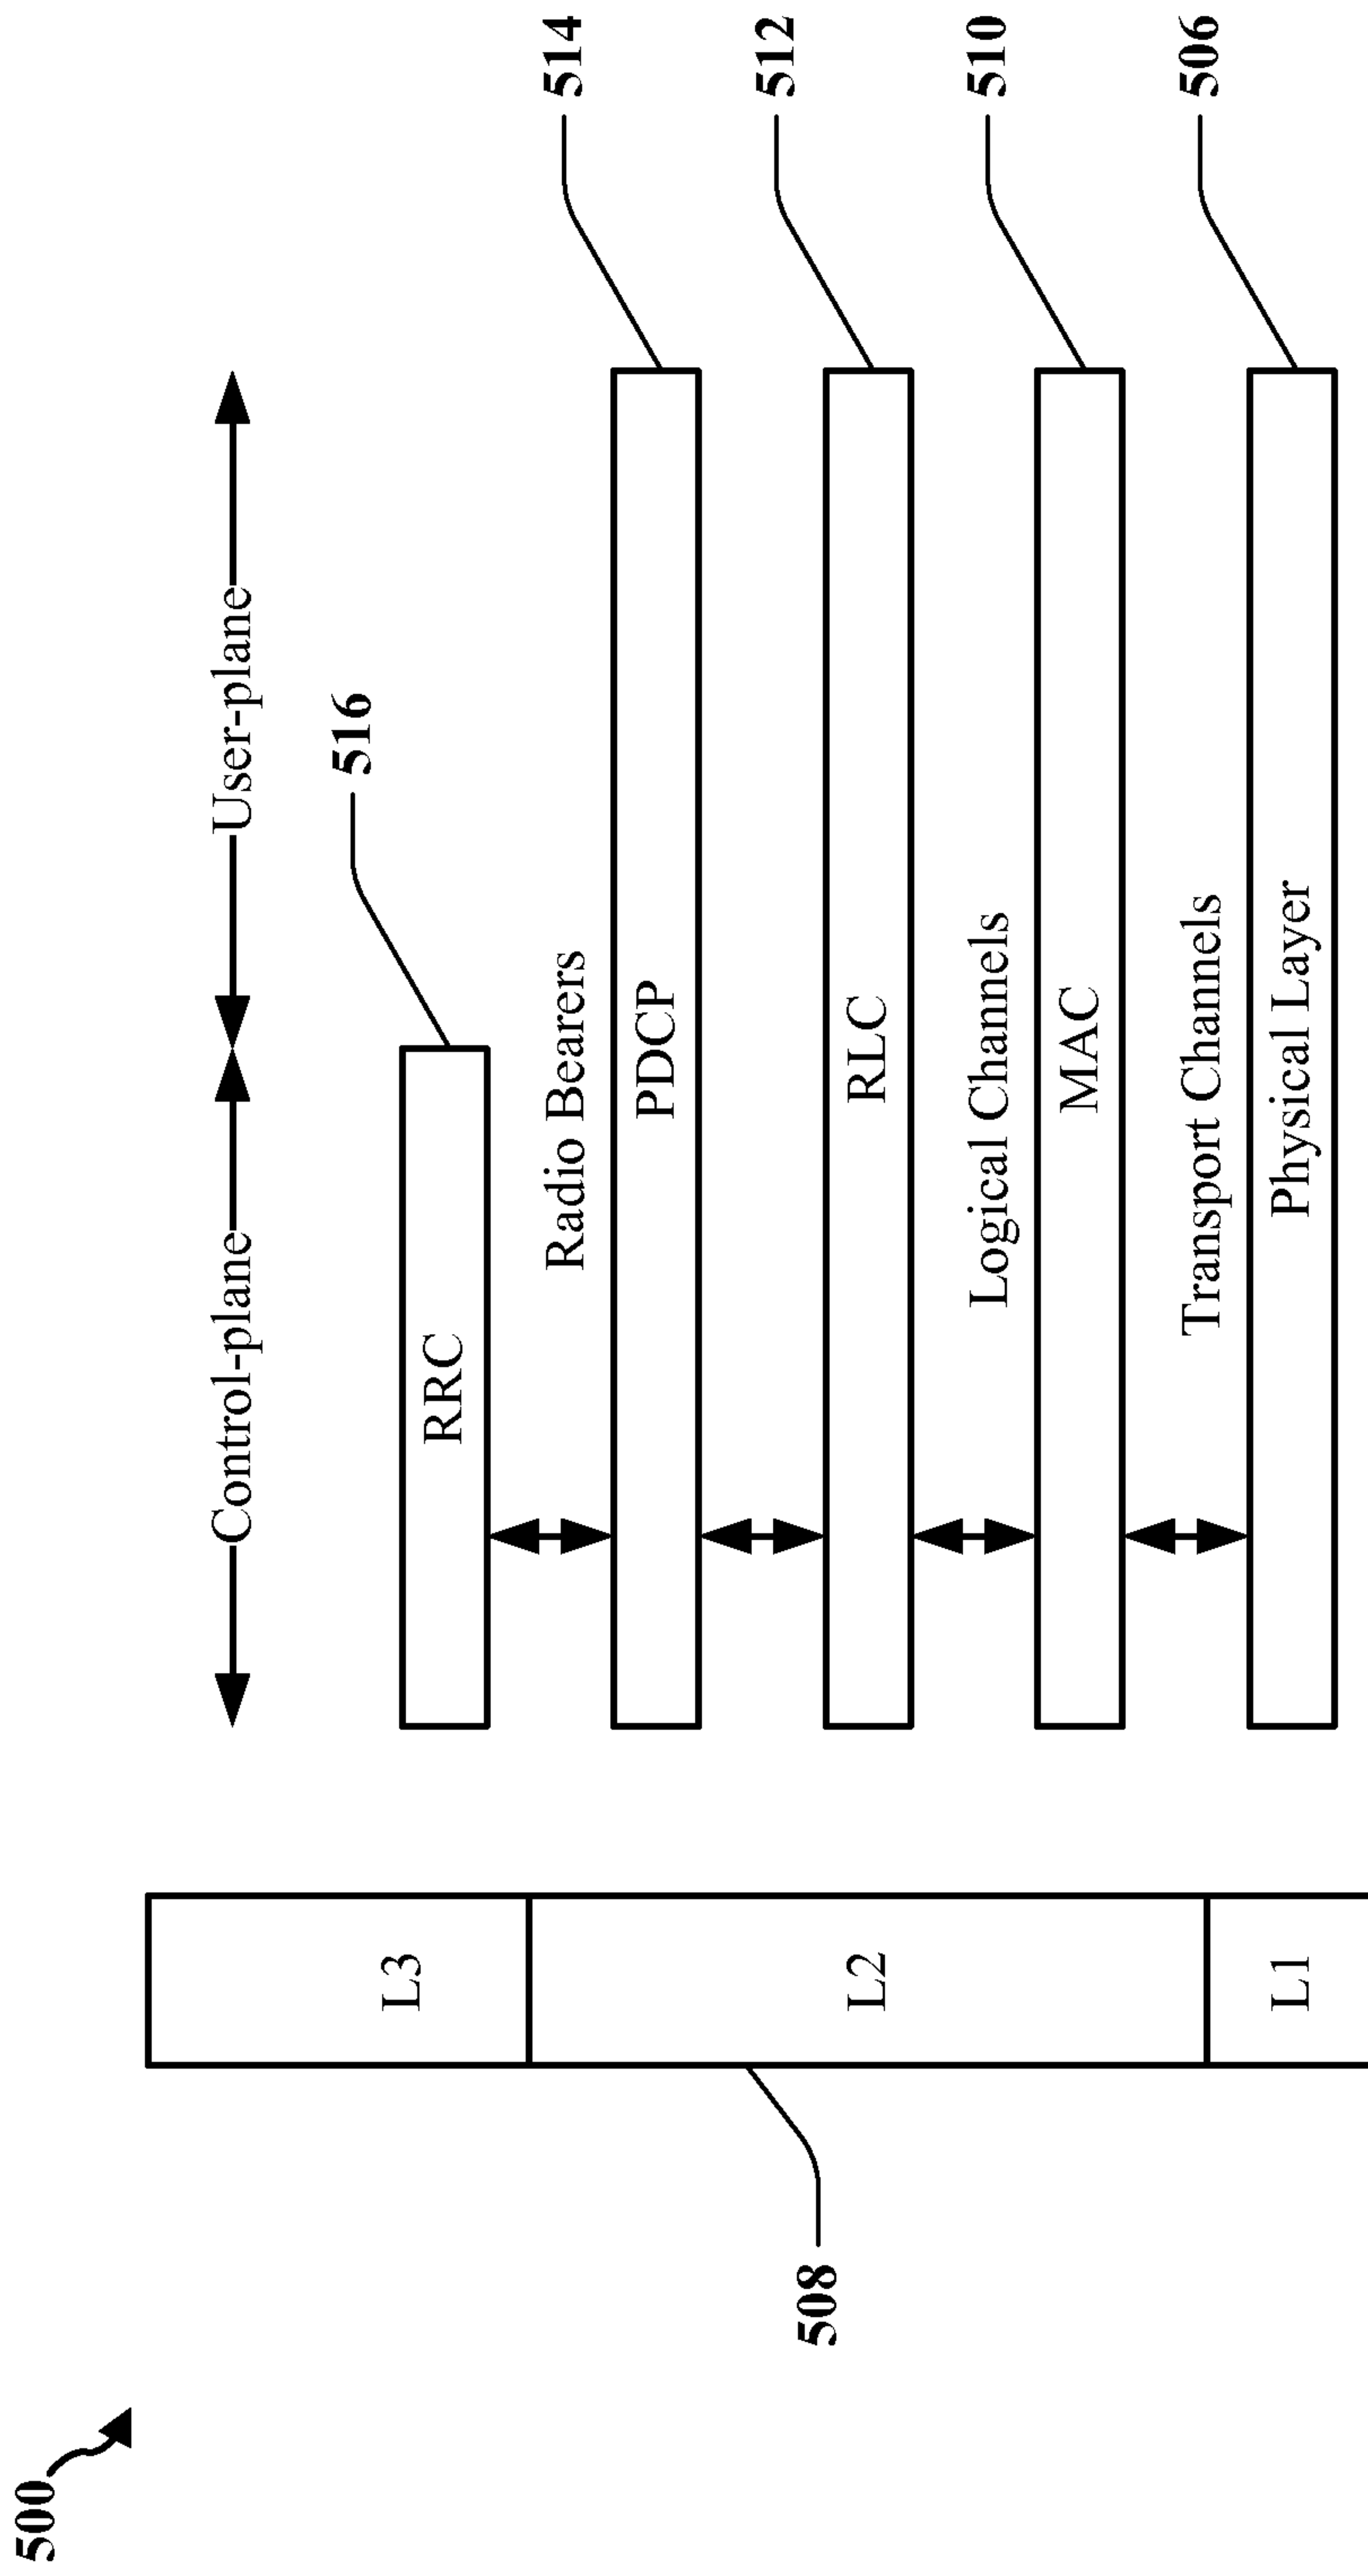 500
Control-plane
User-plane
516
L3
RRC
514
Radio Bearers
PDCP
512
508
L2
RLC
510
Logical Channels
MAC
506
Transport Channels
L1
Physical Layer